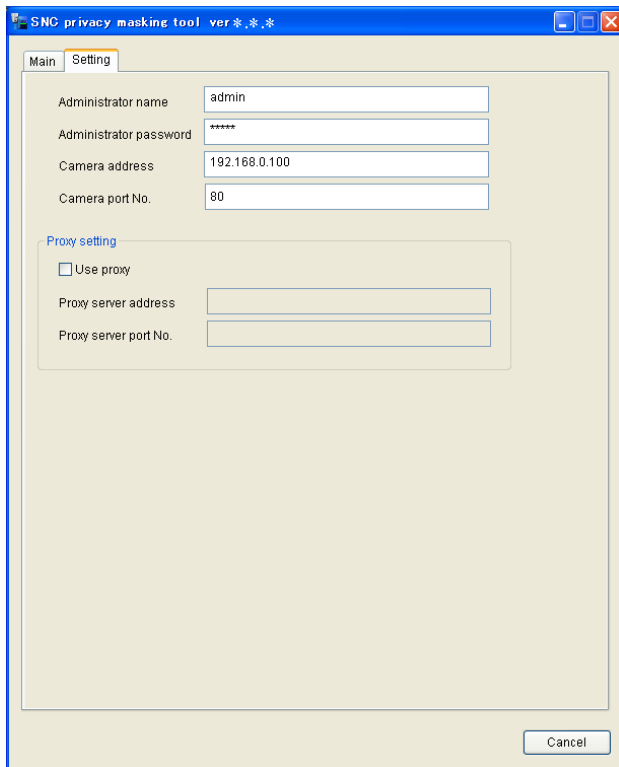 SNC privacy masking tool ver*.*.*
Main Setting
Administrator name admin
Administrator password *****
Camera address 192.168.0.100
Camera port No. 80
Proxy setting
Use proxy
Proxy server address
Proxy server port No.
Cancel